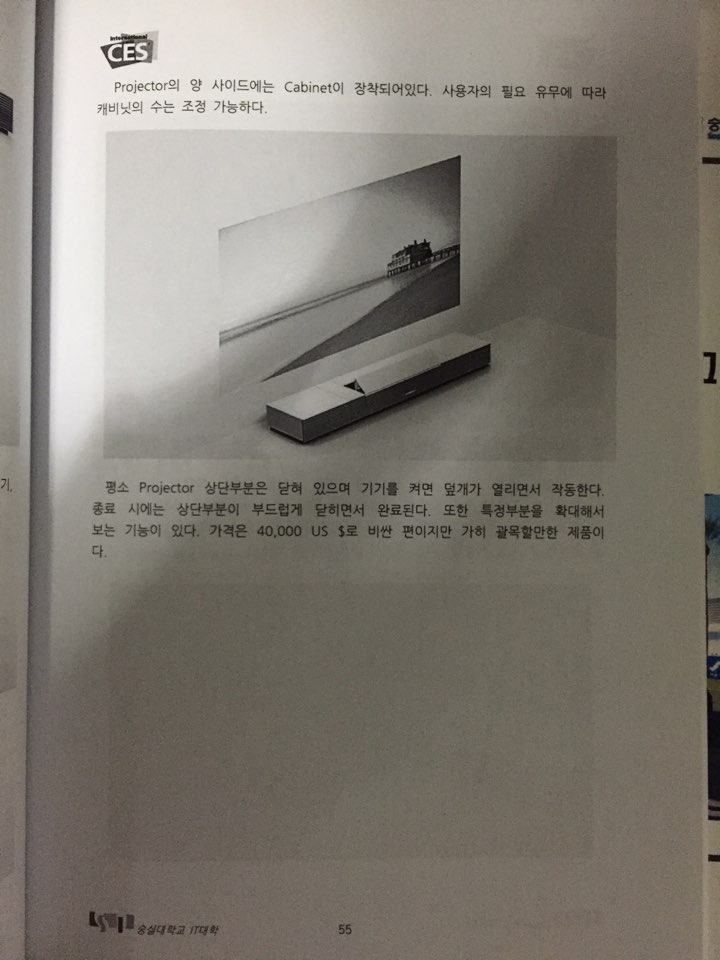 International
CES
Projector의 양 사이드에는 Cabinet이 장착되어있다. 사용자의 필요 유무에 따라
캐비닛의 수는 조정 가능하다.
평소 Projector 상단부분은 닫혀 있으며 기기를 켜면 덮개가 열리면서 작동한다.
종료 시에는 상단부분이 부드럽게 닫히면서 완료된다. 또한 특정부분을 확대해서
보는 기능이 있다. 가격은 40,000 US $로 비싼 편이지만 가히 괄목할만한 제품이
다.
숭실대학교 IT대학
55
기,